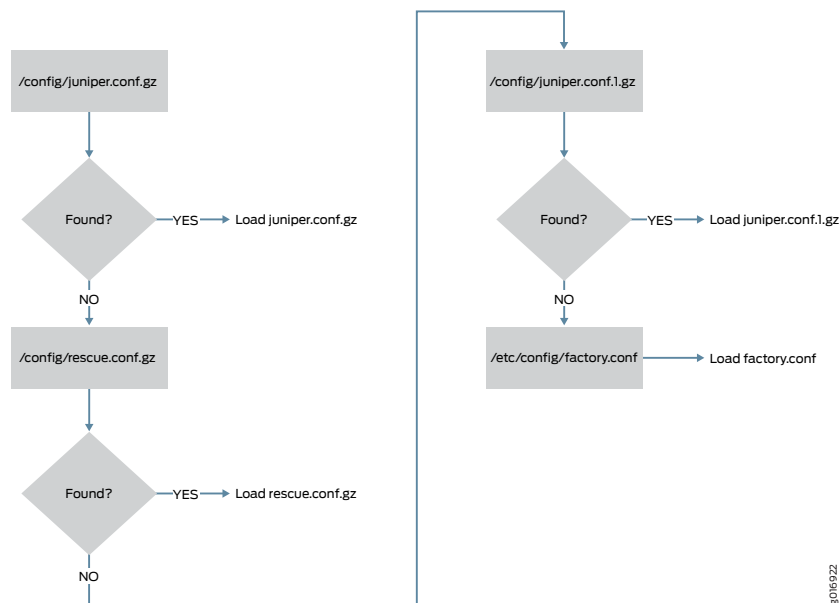 /config/juniper.conf.gz
Found?
YES
Load juniper.conf.gz
NO
/config/rescue.conf.gz
Found?
YES
Load rescue.conf.gz
NO
/config/juniper.conf.1.gz
Found?
YES
Load juniper.conf.1.gz
NO
/etc/config/factory.conf
Load factory.conf
g016922